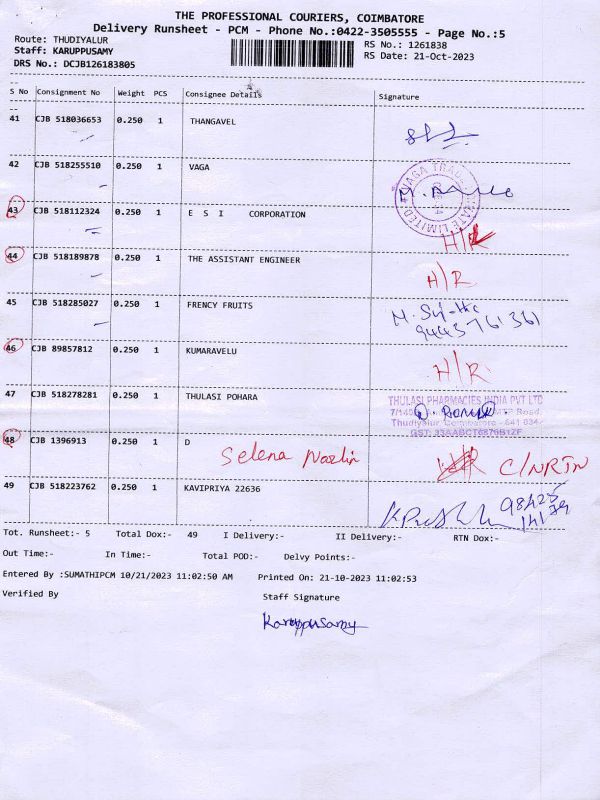 THE PROFESSIONAL COURIERS, COIMBATORE
Delivery Runsheet - PCM - Phone No.:0422-3505555 - Page No.:5
Route: THUDIYALUR
RS No.: 1261838
Staff: KARUPPUSAMY
RS Date: 21-Oct-2023
DRS No.: DCJB126183805
S No Consignment No Weight PCS Consignee Details Signature
41 CJB 518036653 0.250 1 THANGAVEL
42 CJB 518255510 0.250 1 VAGA
43 CJB 518112324 0.250 1 E S I CORPORATION H/R
44 CJB 518189878 0.250 1 THE ASSISTANT ENGINEER H/R
45 CJB 518285027 0.250 1 FRENCY FRUITS
9443761361
46 CJB 89857812 0.250 1 KUMARAVELU H/R
47 CJB 518278281 0.250 1 THULASI POHARA
THULASI PHARMACIES INDIA PVT LTD
Road,
Thudiyalur, Coimbatore - 641 034
48 CJB 1396913 0.250 1 D Selena Nazlin C/NRTN
49 CJB 518223762 0.250 1 KAVIPRIYA 22636
98425
Tot. Runsheet:- 5 Total Dox:- 49 I Delivery:- II Delivery:- RTN Dox:-
Out Time:- In Time:- Total POD:- Delvy Points:-
Entered By :SUMATHIPCM 10/21/2023 11:02:50 AM Printed On: 21-10-2023 11:02:53
Verified By Staff Signature
Karuppusamy